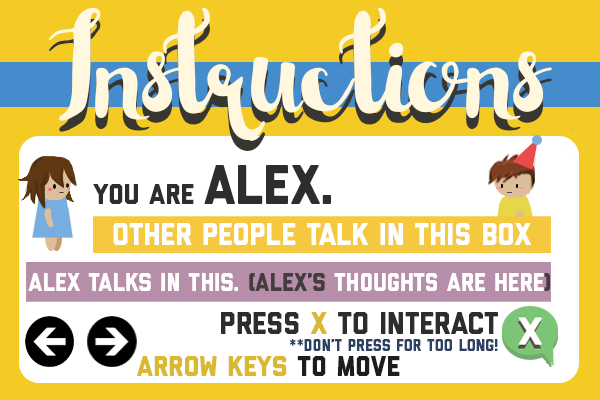 Instructions
YOU ARE ALEX.
OTHER PEOPLE TALK IN THIS BOX
ALEX TALKS IN THIS. (ALEX'S THOUGHTS ARE HERE)
PRESS X TO INTERACT
X
**DON'T PRESS FOR TOO LONG!
ARROW KEYS TO MOVE